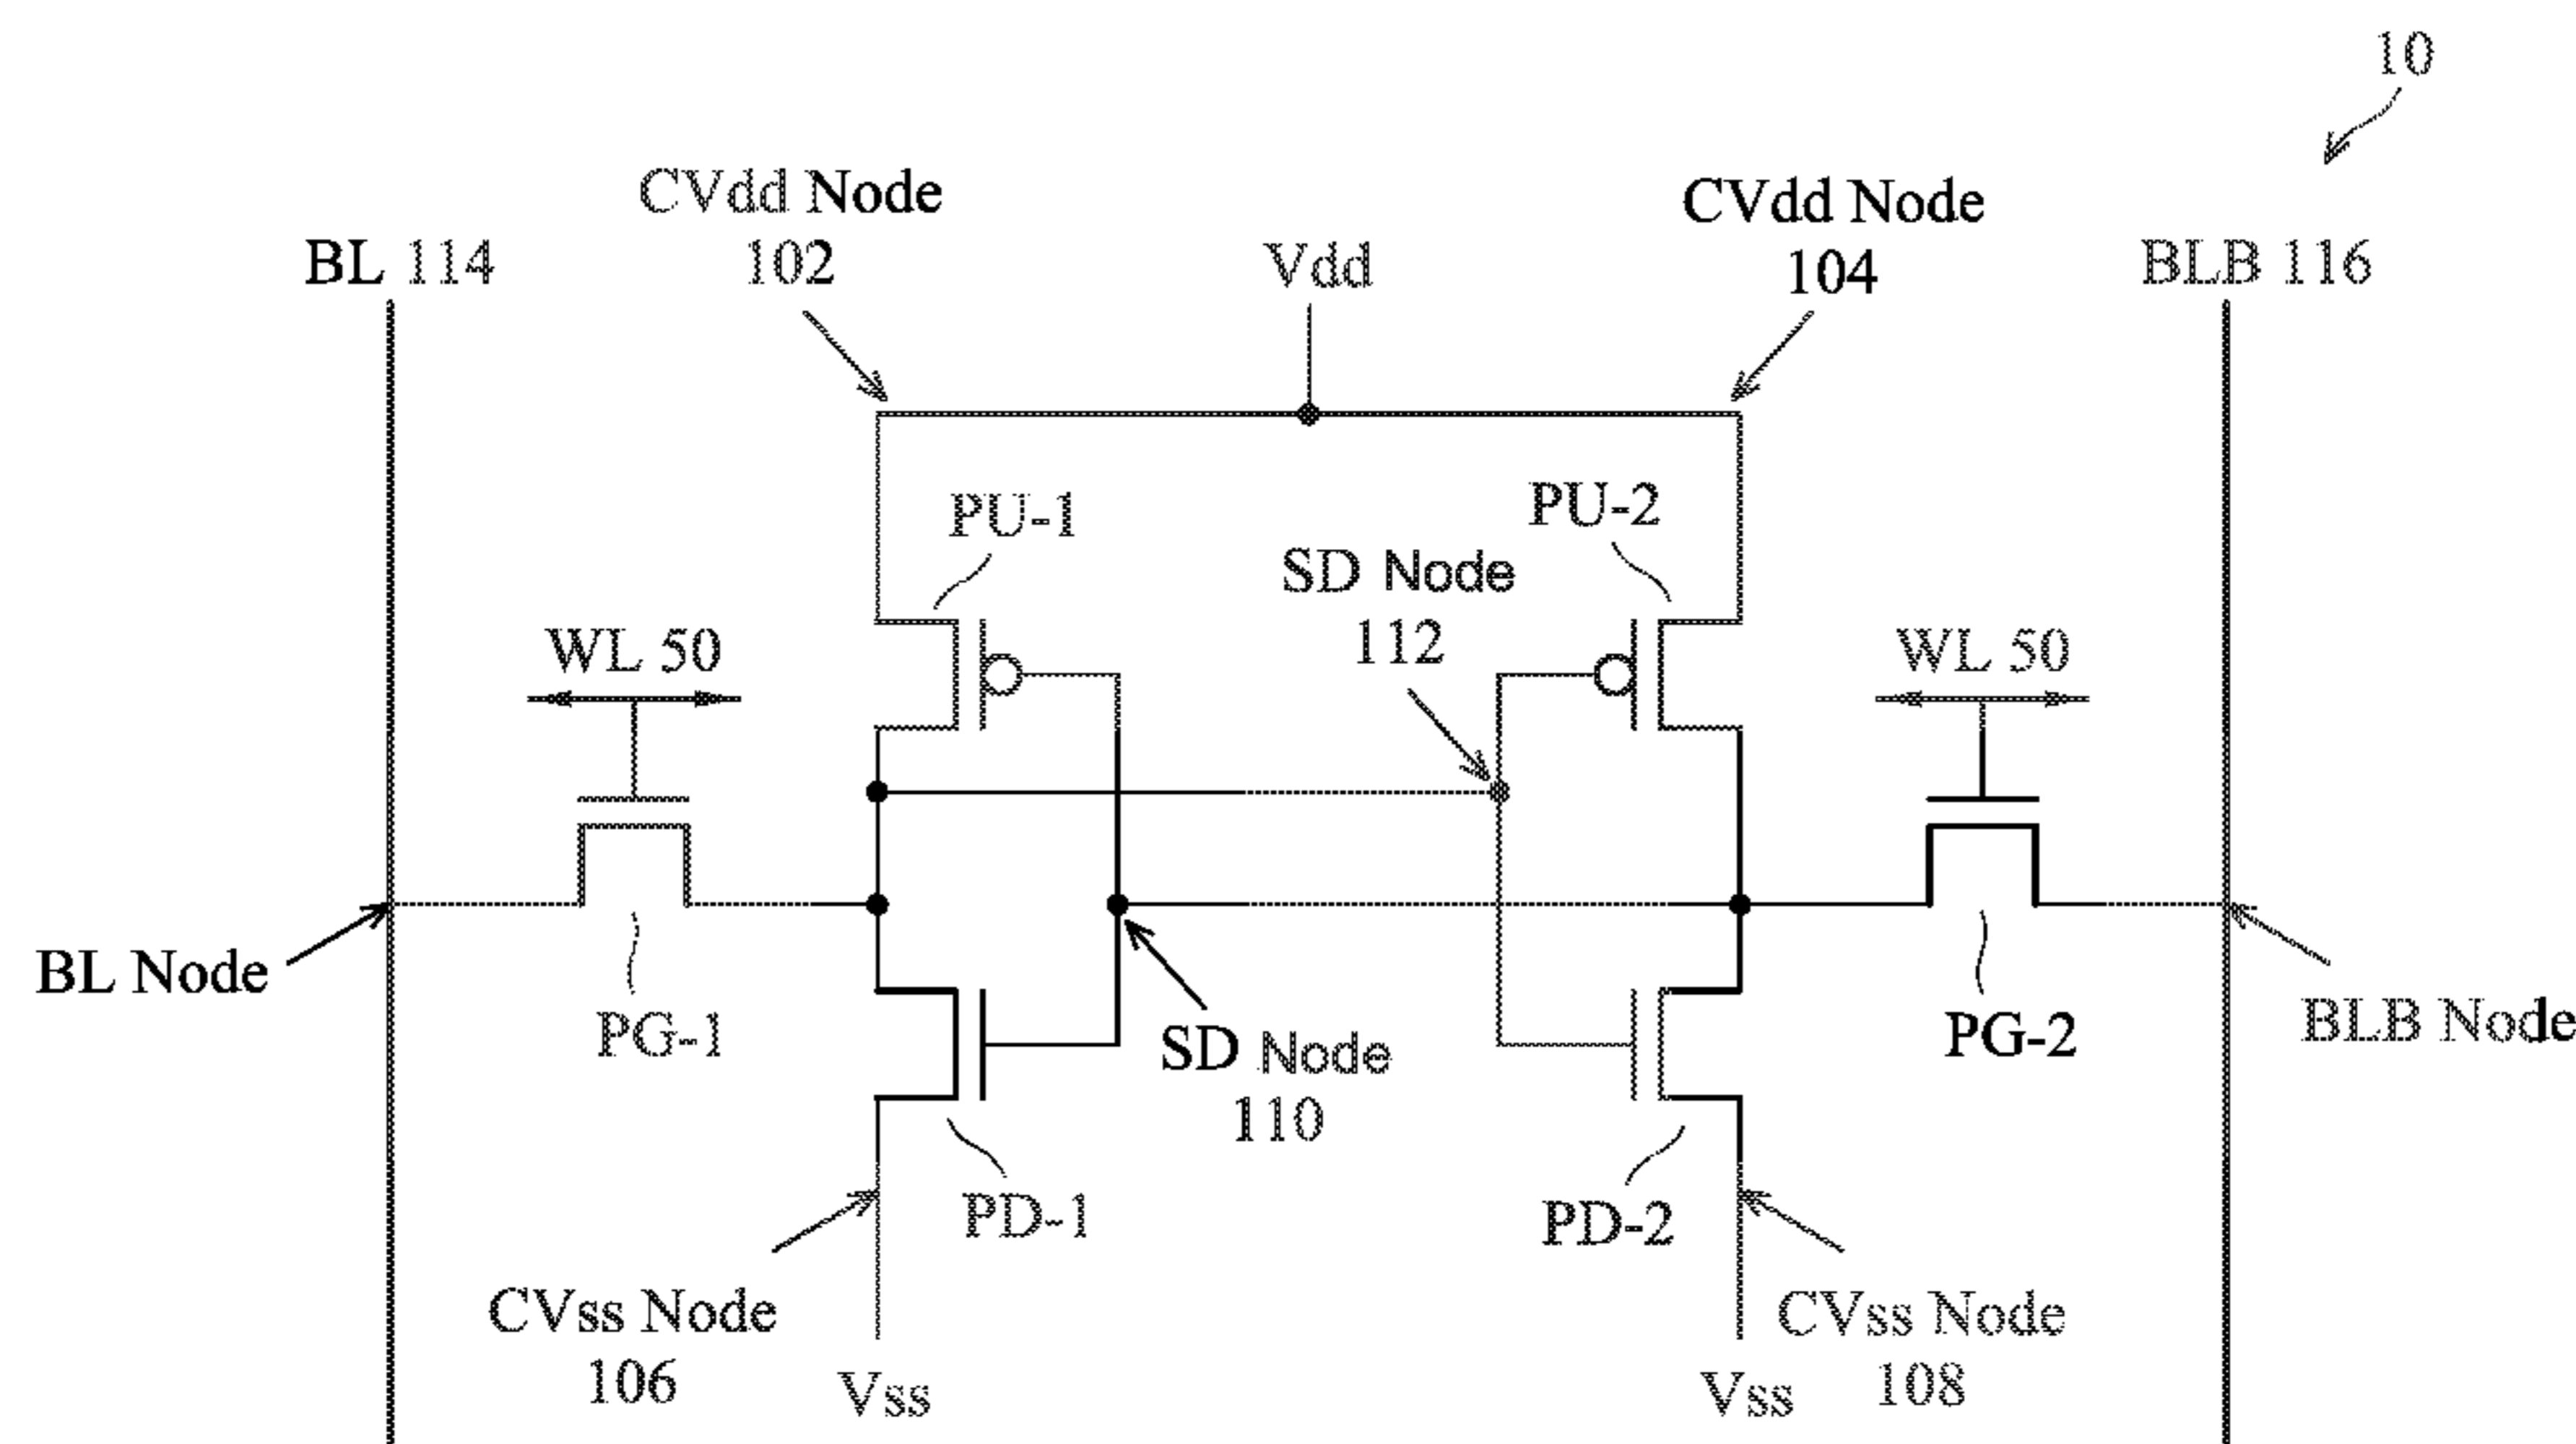 10
CVdd Node
102
CVdd Node
104
BL 114
Vdd
BLB 116
PU-1
PU-2
SD Node
112
WL 50
WL 50
BL Node
PG-1
SD Node
110
PG-2
BLB Node
PD-1
PD-2
CVss Node
106
Vss
Vss
CVss Node
108